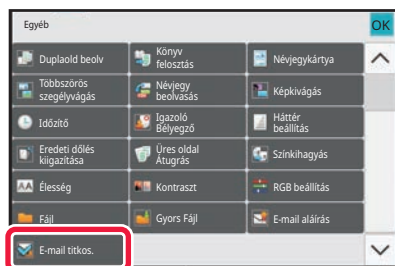 Egyéb
OK
Duplaold beolv
Könyv
felosztás
Névjegykártya
Többszörös
szegélyvágás
Névjegy
beolvasás
Képkivágás
Időzítő
Igazoló
Bélyegző
Háttér
beállítás
Eredeti dőlés
kiigazítása
Üres oldal
Átugrás
Színkihagyás
AA
Élesség
Kontraszt
RGB beállítás
Fájl
Gyors Fájl
E-mail aláírás
E-mail titkos.